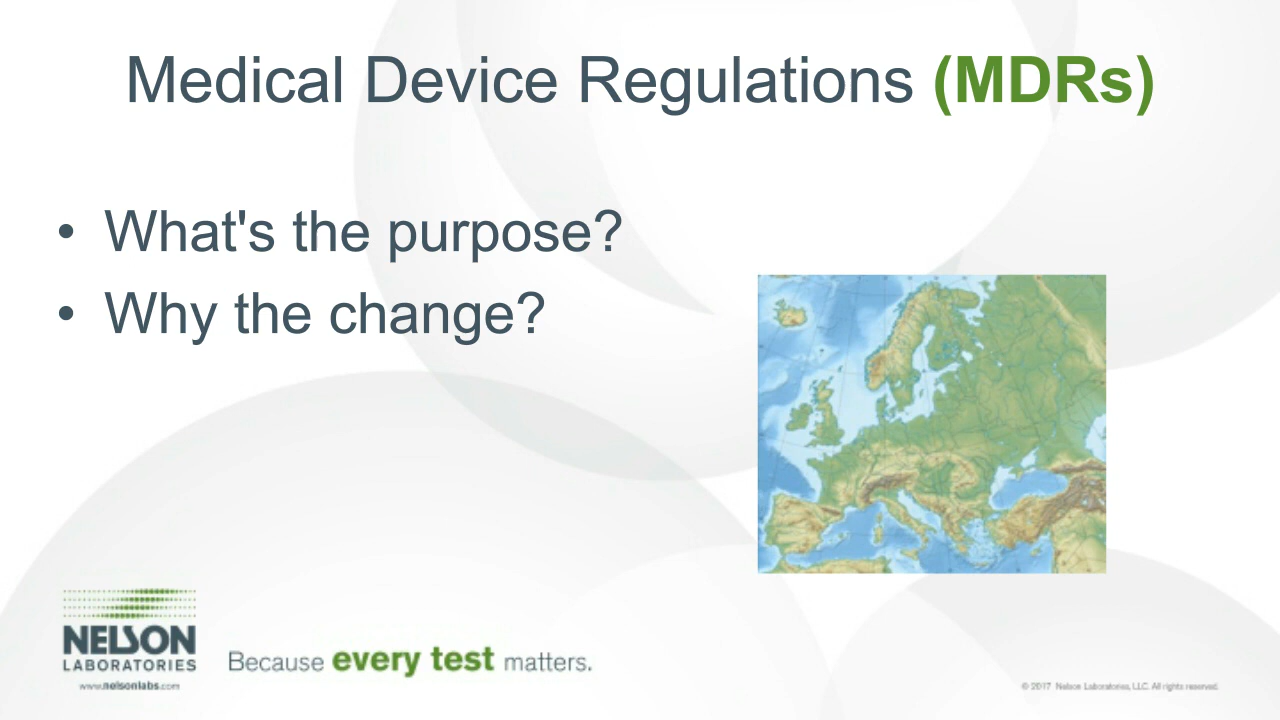 Medical Device Regulations (MDRs)
• What's the purpose?
• Why the change?
NELSON
LABORATORIES
www.nelsonlabs.com
Because every test matters.
© 2017 Nelson Laboratories, LLC. All rights reserved.